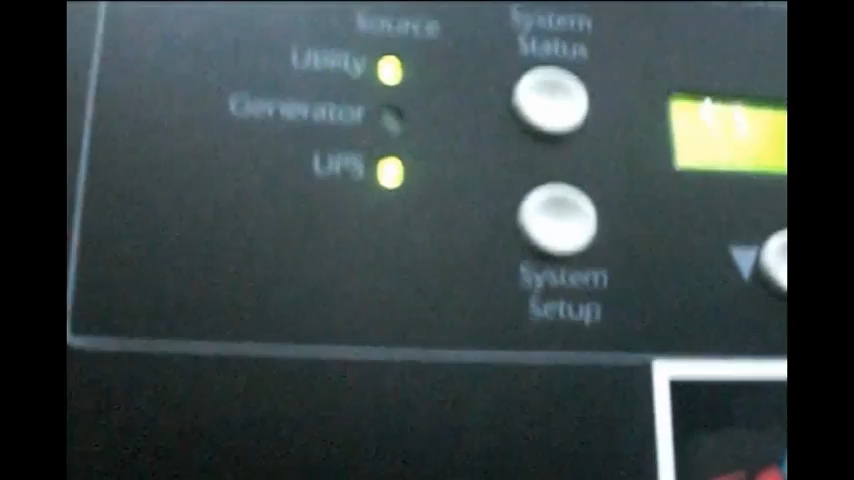 Source
Utility
Generator
UPS
System
Status
System
Setup